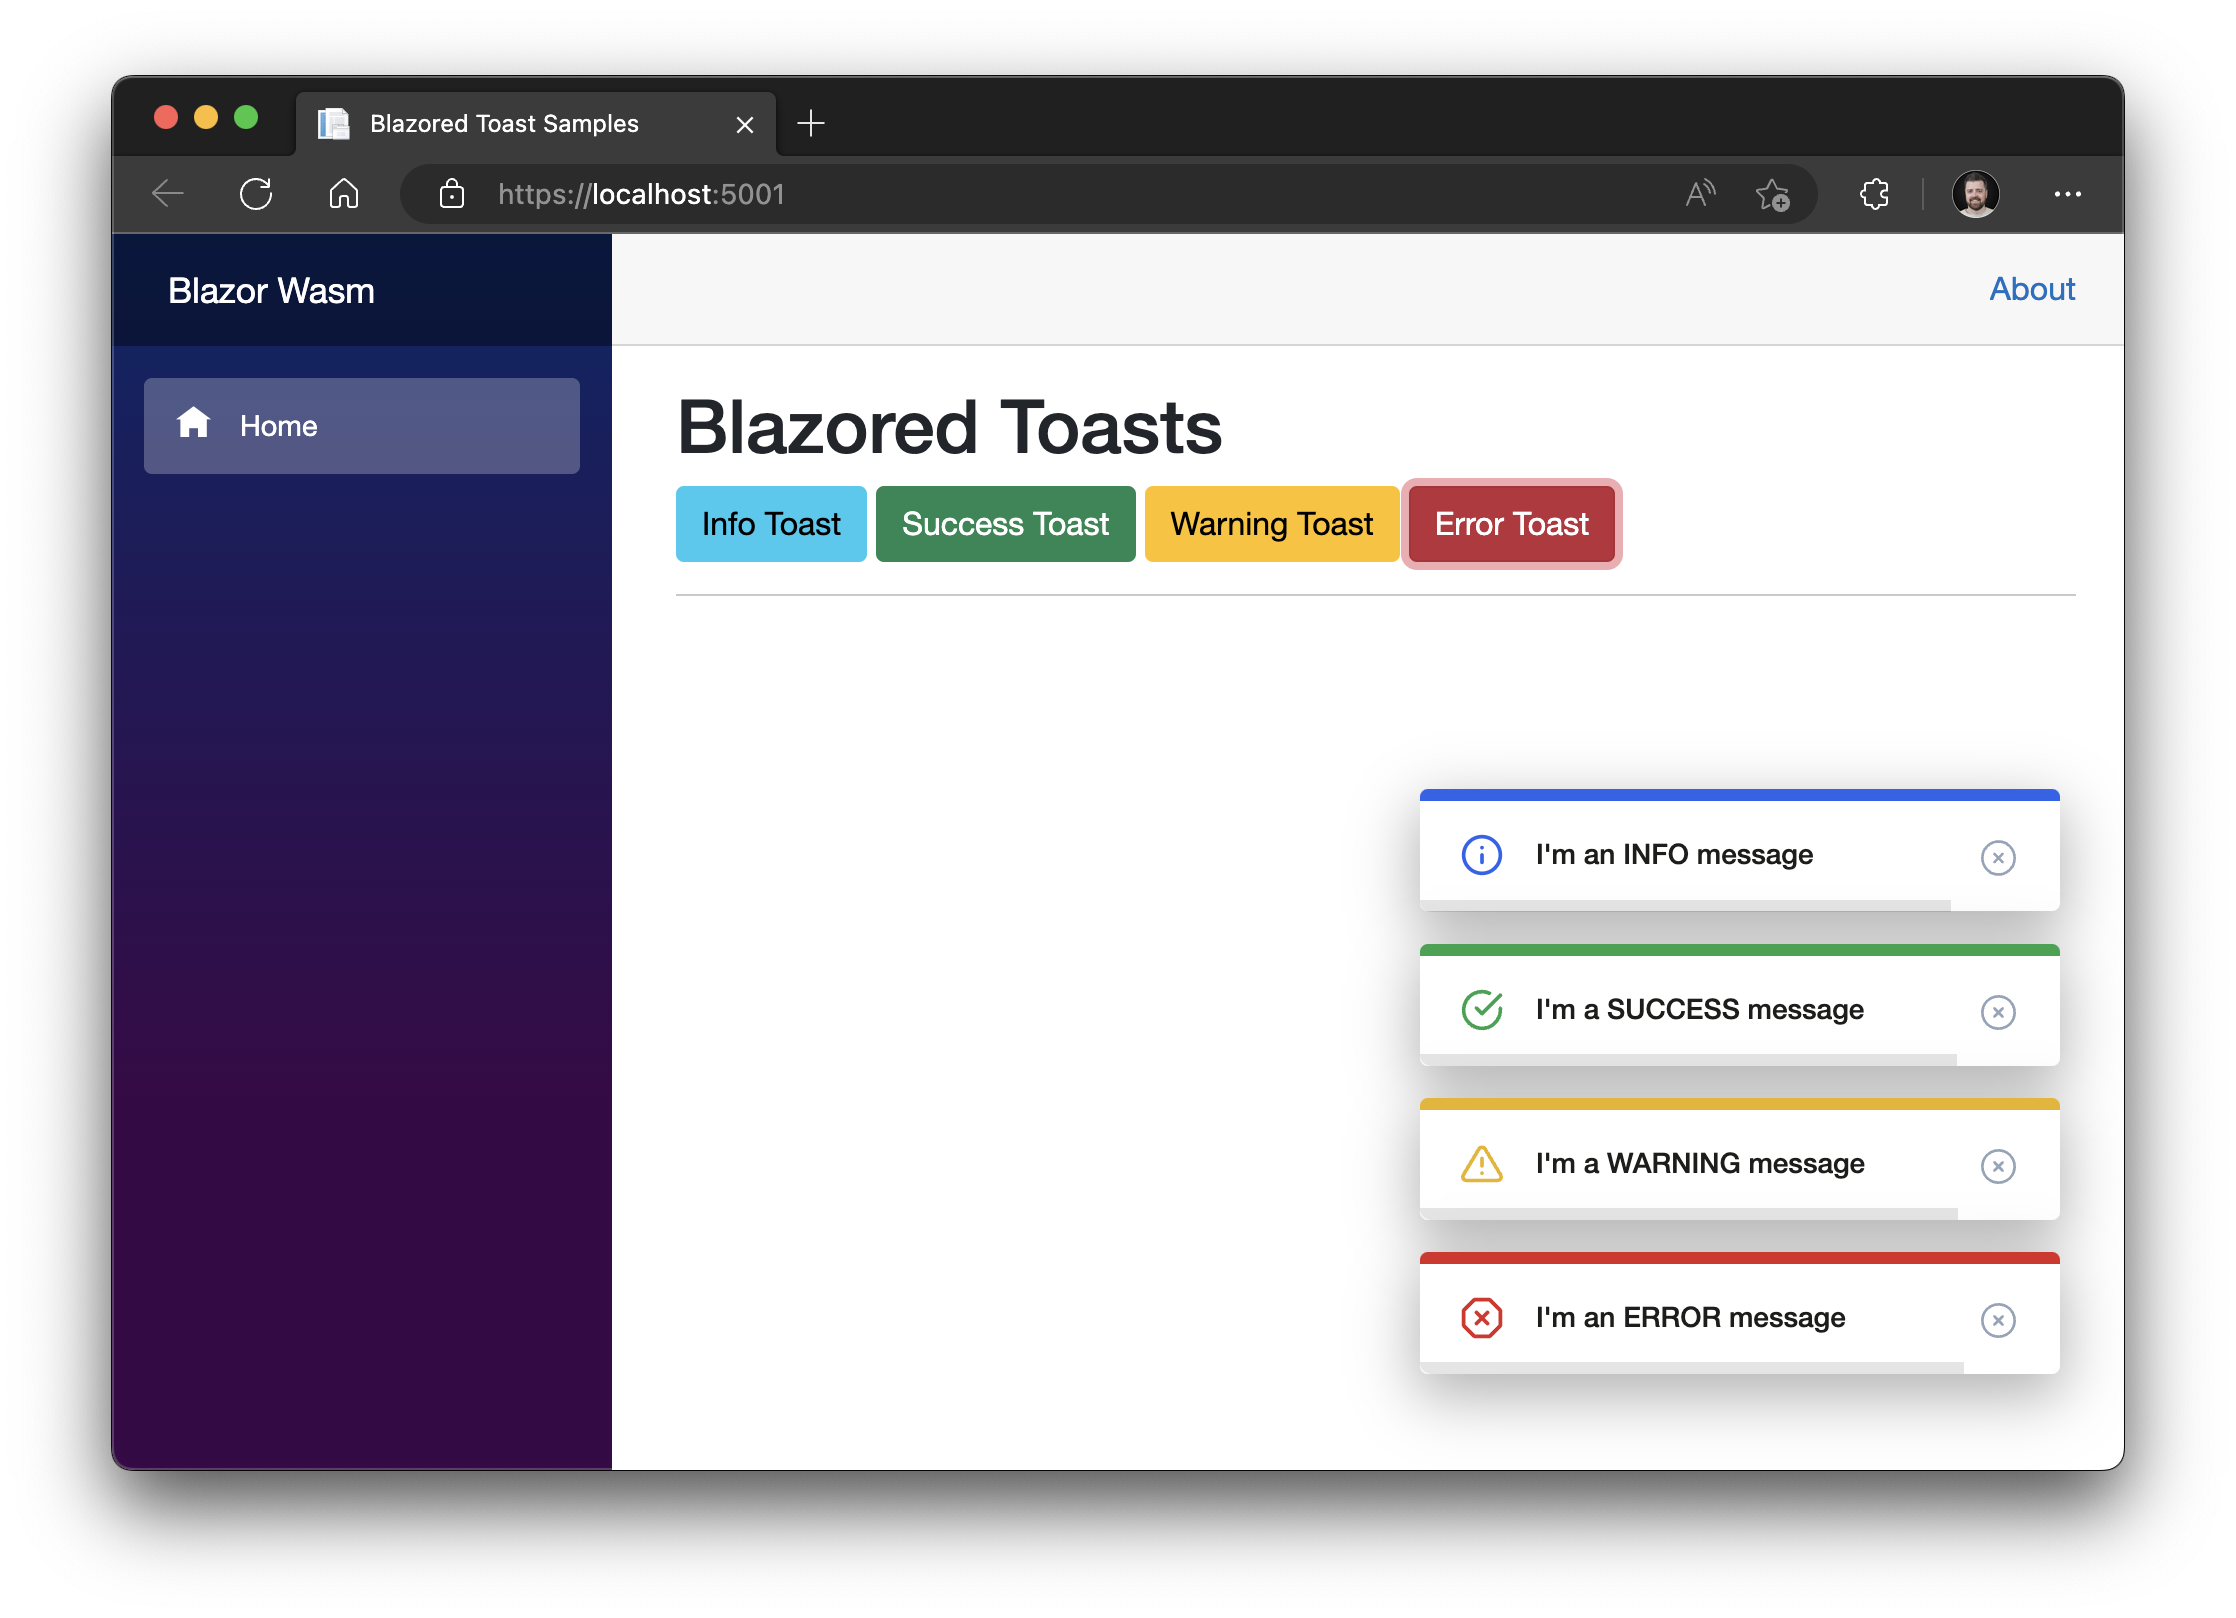 Blazored Toast Samples
https://localhost:5001
Blazor Wasm
About
Home
Blazored Toasts
Info Toast
Success Toast
Warning Toast
Error Toast
I'm an INFO message
I'm a SUCCESS message
I'm a WARNING message
I'm an ERROR message